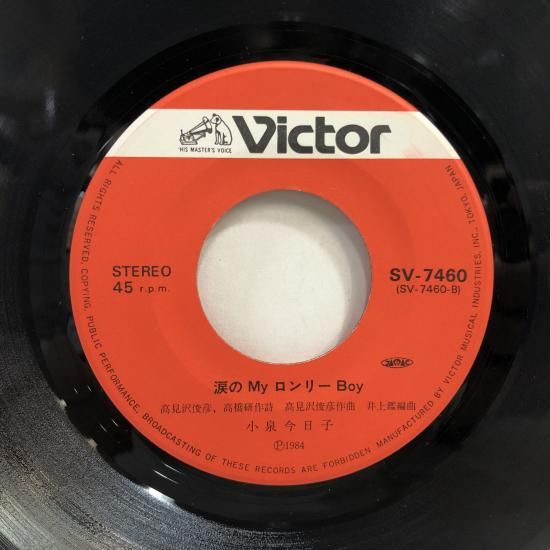 Victor
"HIS MASTER'S VOICE"
STEREO
45 r.p.m.
SV-7460
(SV-7460-B)
JASRAC
涙の My ロンリー Boy
高見沢俊彦、高橋研作詩 高見沢俊彦作曲 井上鑑編曲
小泉今日子
Ⓟ1984
ALL RIGHTS RESERVED. COPYING, PUBLIC PERFORMANCE, BROADCASTING OF THESE RECORDS ARE FORBIDDEN MANUFACTURED BY VICTOR MUSICAL INDUSTRIES, INC., TOKYO, JAPAN